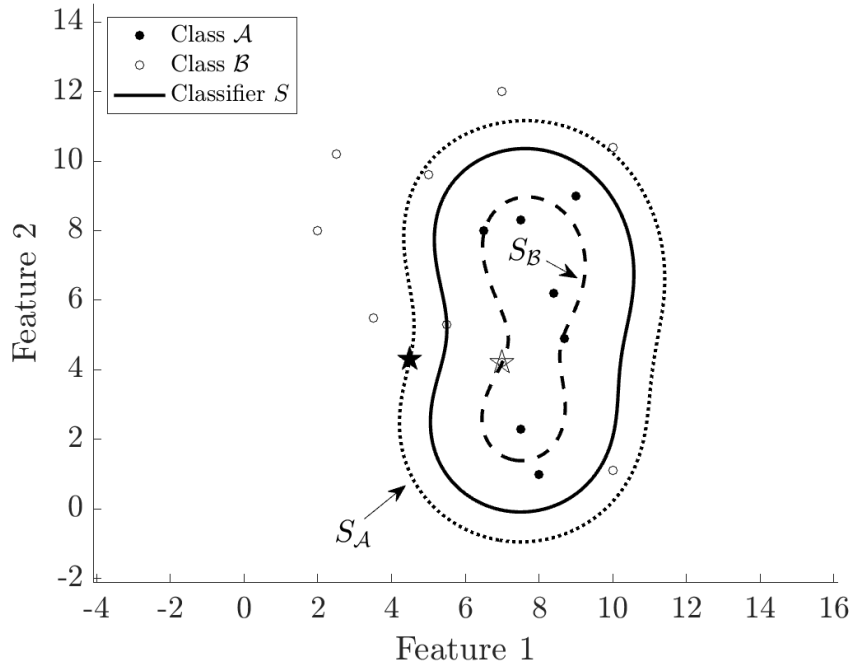 14
12
10
8
6
4
2
0
-2
Feature 2
Class 𝒜
Class ℬ
Classifier S
S_ℬ
S_𝒜
-4 -2 0 2 4 6 8 10 12 14 16
Feature 1